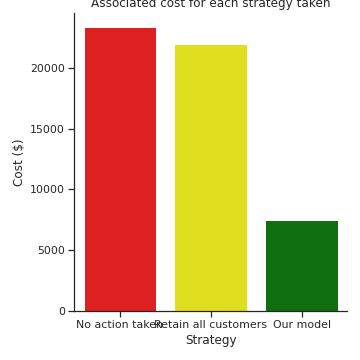 Associated cost for each strategy taken
Cost ($)
20000
15000
10000
5000
0
No action taken Retain all customers Our model
Strategy